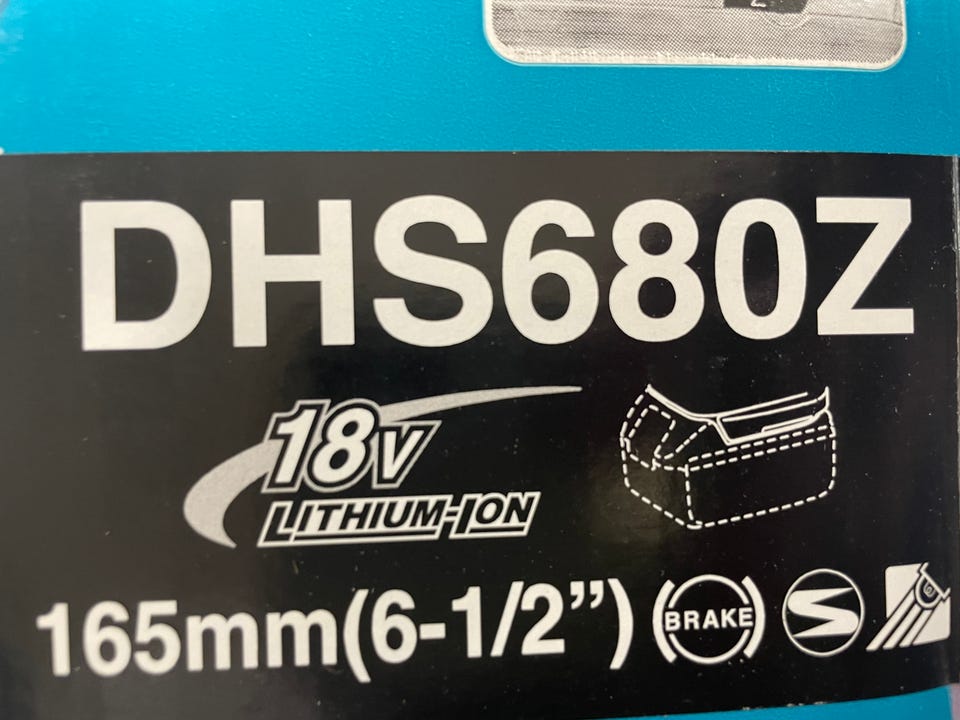 DHS680Z
18V
LITHIUM-ION
165mm(6-1/2”)
BRAKE